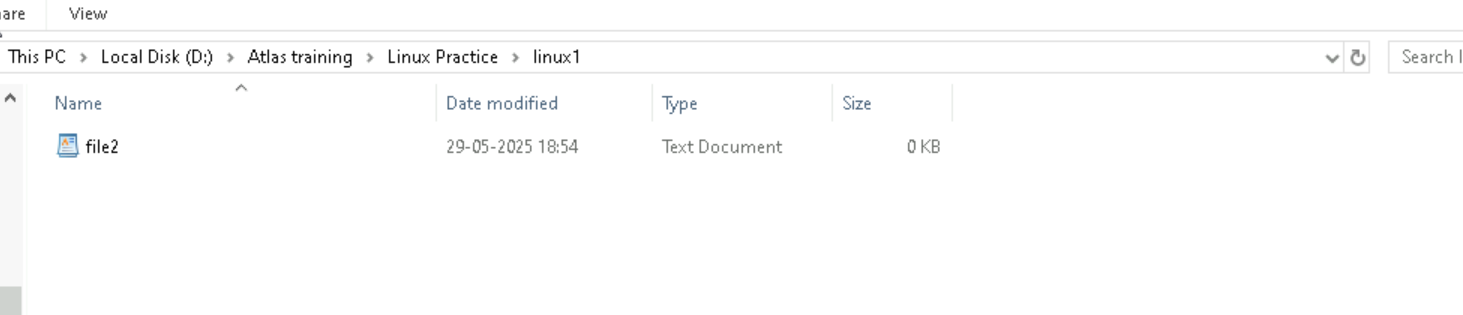 are View
This PC > Local Disk (D:) > Atlas training > Linux Practice > linux1 Search
Name Date modified Type Size
file2 29-05-2025 18:54 Text Document 0 KB